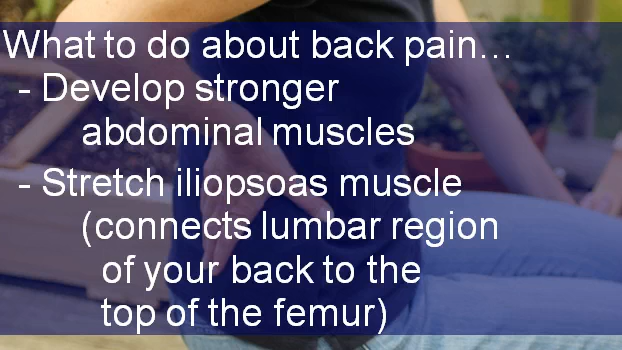 What to do about back pain…
- Develop stronger
abdominal muscles
- Stretch iliopsoas muscle
(connects lumbar region
of your back to the
top of the femur)